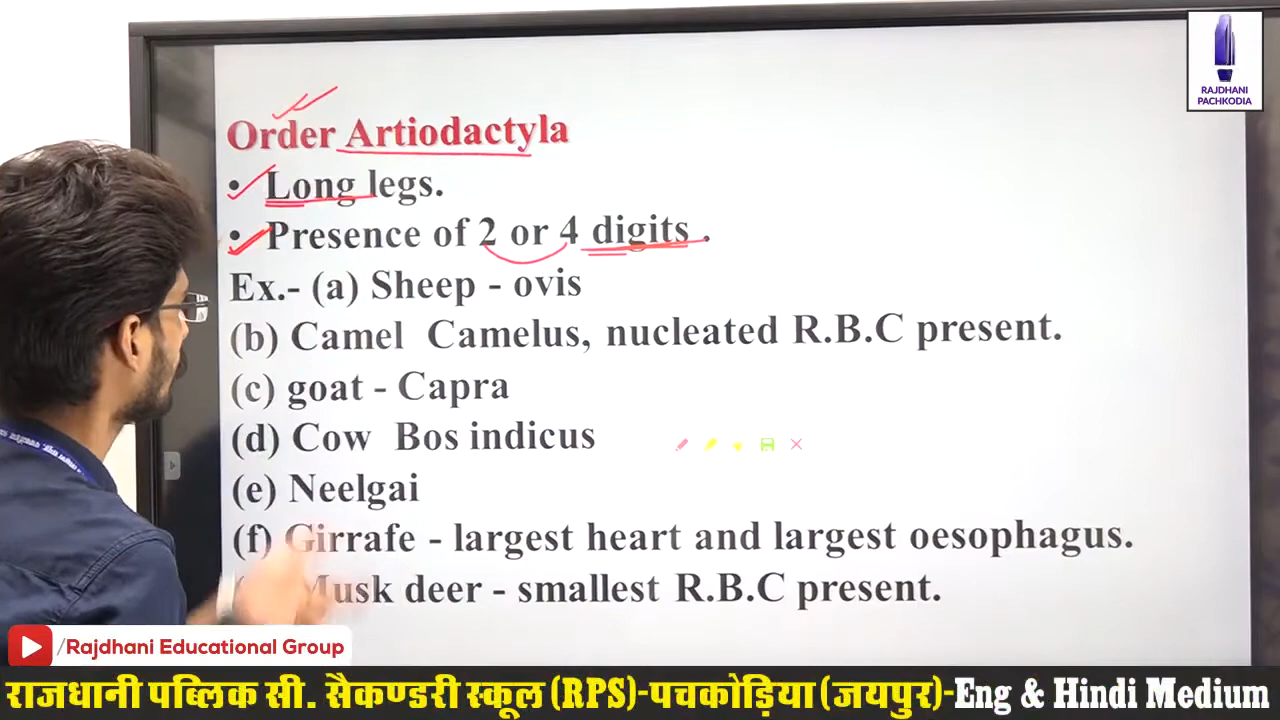 RAJDHANI
PACHKODIA
Order Artiodactyla
• Long legs.
• Presence of 2 or 4 digits .
Ex.- (a) Sheep - ovis
(b) Camel Camelus, nucleated R.B.C present.
(c) goat - Capra
(d) Cow Bos indicus
(e) Neelgai
(f) Girrafe - largest heart and largest oesophagus.
Musk deer - smallest R.B.C present.
/Rajdhani Educational Group
राजधानी पब्लिक सी. सैकण्डरी स्कूल (RPS)-पचकोड़िया (जयपुर)-Eng & Hindi Medium